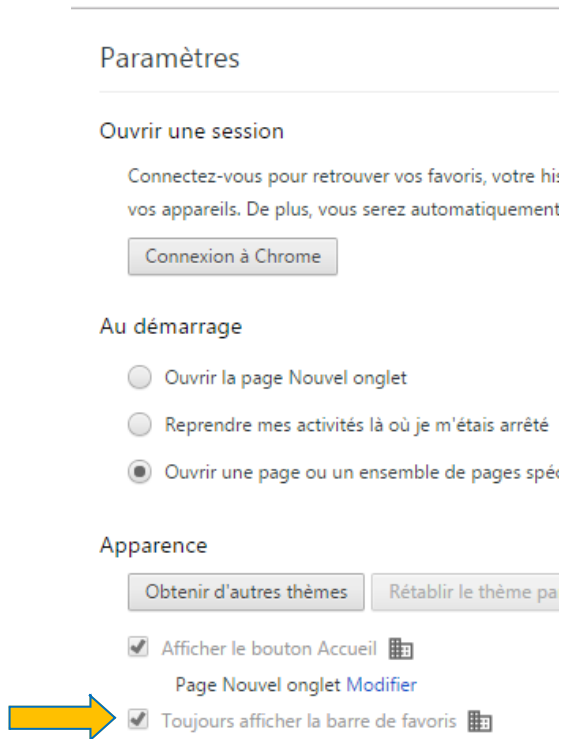 Paramètres
Ouvrir une session
Connectez-vous pour retrouver vos favoris, votre
vos appareils. De plus, vous serez automatiquement
Connexion à Chrome
Au démarrage
Ouvrir la page Nouvel onglet
Reprendre mes activités là où je m'étais arrêté
Ouvrir une page ou un ensemble de pages
Apparence
Obtenir d'autres thèmes
Rétablir le thème
Afficher le bouton Accueil
Page Nouvel onglet Modifier
Toujours afficher la barre de favoris